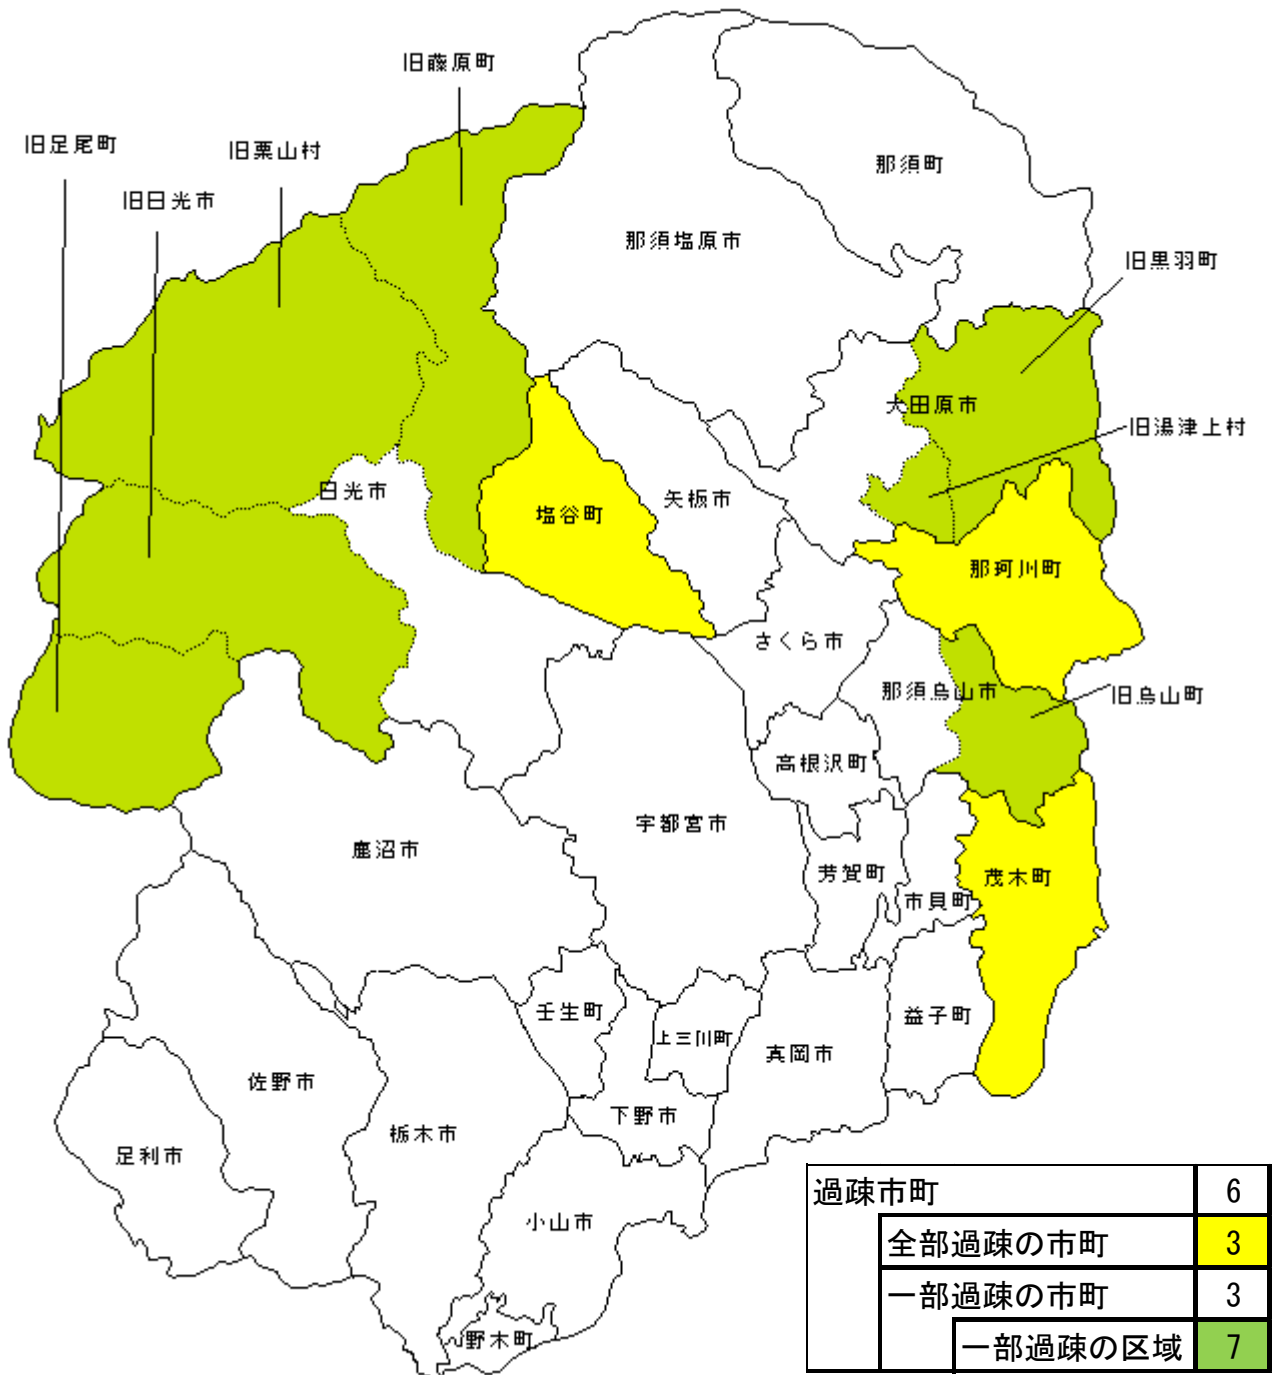 旧藤原町
旧足尾町
旧栗山村
那須町
旧日光市
那須塩原市
旧黒羽町
大田原市
旧湯津上村
日光市
矢板市
塩谷町
那珂川町
さくら市
那須烏山市
旧烏山町
高根沢町
宇都宮市
鹿沼市
芳賀町
茂木町
市貝町
壬生町
益子町
上三川町
真岡市
佐野市
下野市
栃木市
足利市
小山市
野木町
過疎市町 6
全部過疎の市町 3
一部過疎の市町 3
一部過疎の区域 7